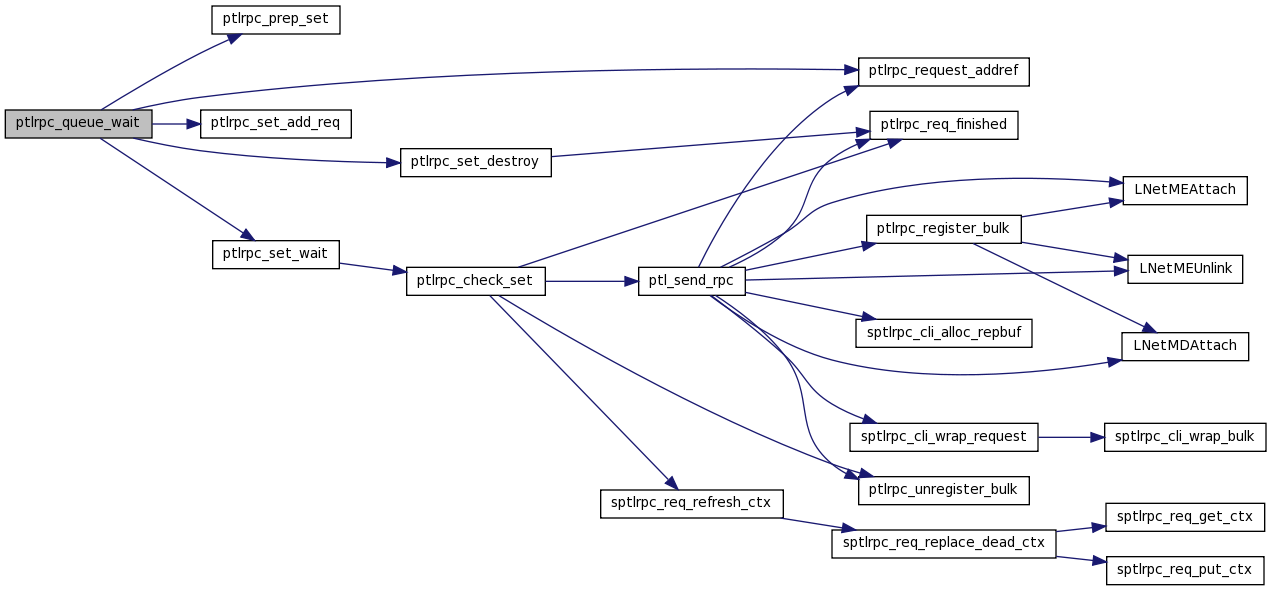 ptlrpc_prep_set
ptlrpc_request_addref
ptlrpc_queue_wait
ptlrpc_set_add_req
ptlrpc_req_finished
ptlrpc_set_destroy
LNetMEAttach
ptlrpc_register_bulk
ptlrpc_set_wait
LNetMEUnlink
ptlrpc_check_set
ptl_send_rpc
sptlrpc_cli_alloc_repbuf
LNetMDAttach
sptlrpc_cli_wrap_request
sptlrpc_cli_wrap_bulk
ptlrpc_unregister_bulk
sptlrpc_req_refresh_ctx
sptlrpc_req_get_ctx
sptlrpc_req_replace_dead_ctx
sptlrpc_req_put_ctx